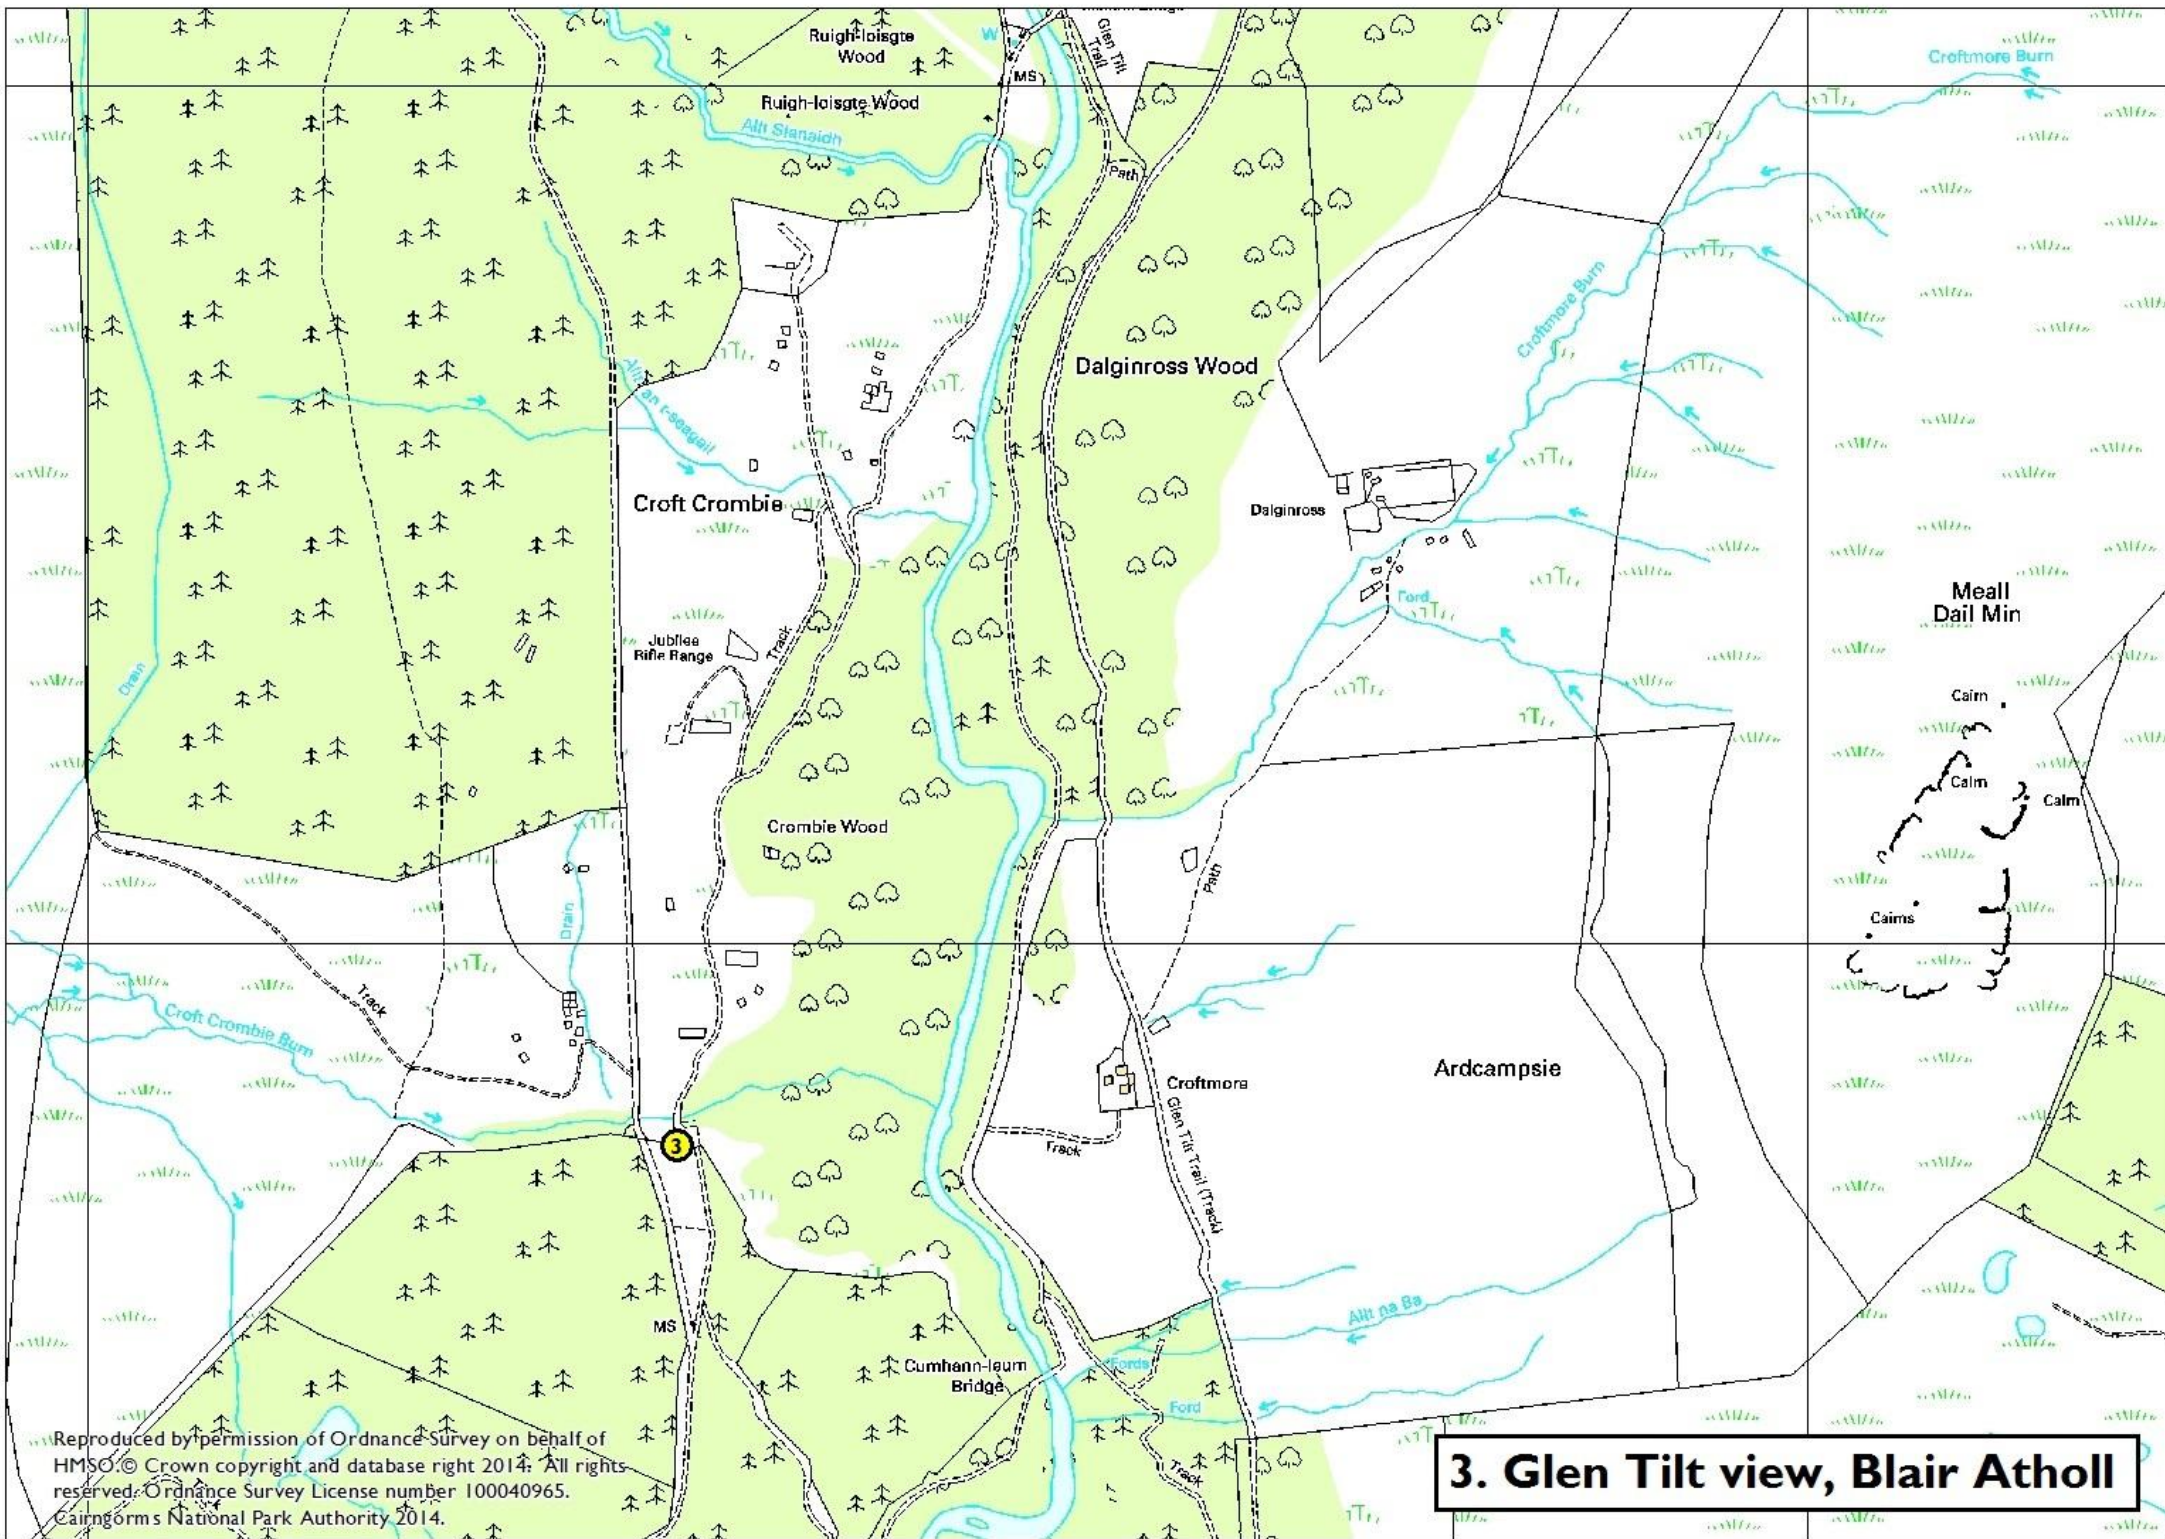 Ruigh-loisgte
Wood
W
Glen Tilt
Trail
Croftmore Burn
MS
Ruigh-loisgte Wood
Allt Slanaidh
Path
Croftmore Burn
Dalginross Wood
Allt an t-seagail
Croft Crombie
Dalginross
Ford
Meall
Dail Min
Jubilee
Rifle Range
Track
Drain
Cairn
Cairn
Cairn
Crombie Wood
Path
Drain
Cairns
Track
Croft Crombie Burn
Ardcampsie
Croftmore
Glen Tilt Trail (Track)
3
Track
Allt na Ba
MS
Cumhann-leum
Bridge
Fords
Ford
Track
Reproduced by permission of Ordnance Survey on behalf of
HMSO.© Crown copyright and database right 2014. All rights
reserved. Ordnance Survey License number 100040965.
Cairngorms National Park Authority 2014.
3. Glen Tilt view, Blair Atholl